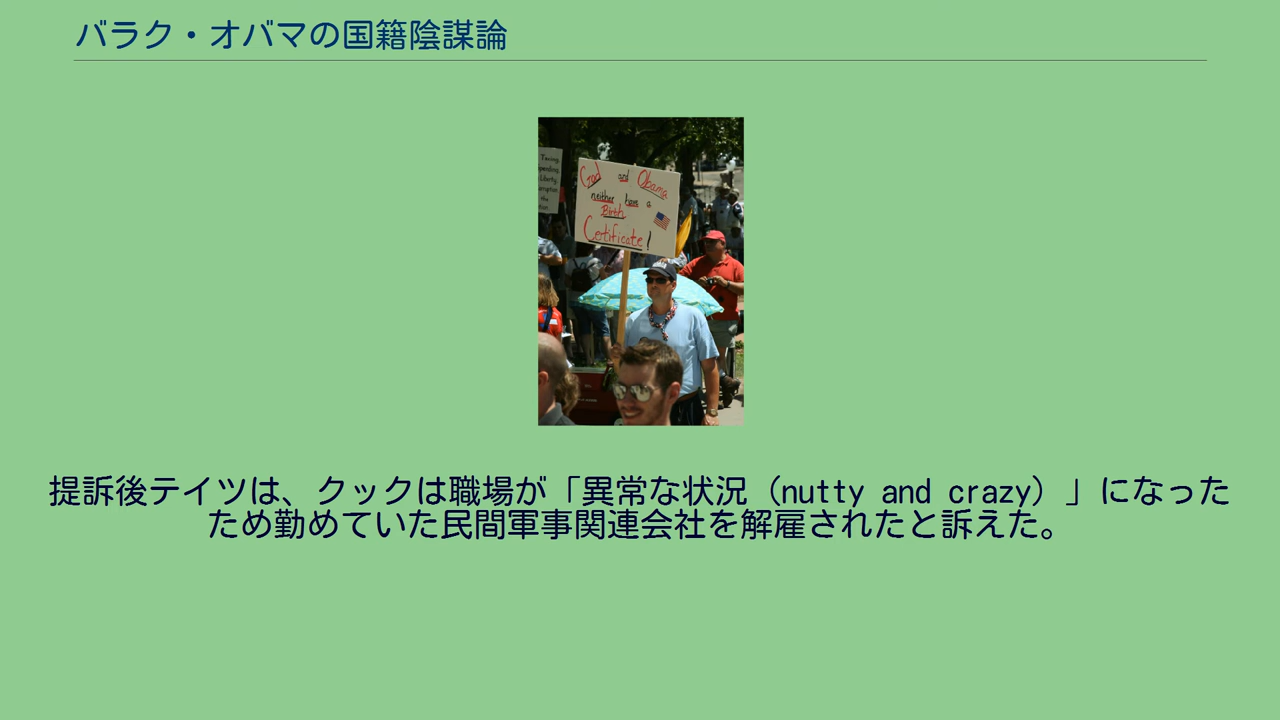 バラク・オバマの国籍陰謀論
Taxing,
the
God and Obama
neither have a
Birth
Certificate!
提訴後テイツは、クックは職場が「異常な状況（nutty and crazy）」になった
ため勤めていた民間軍事関連会社を解雇されたと訴えた。